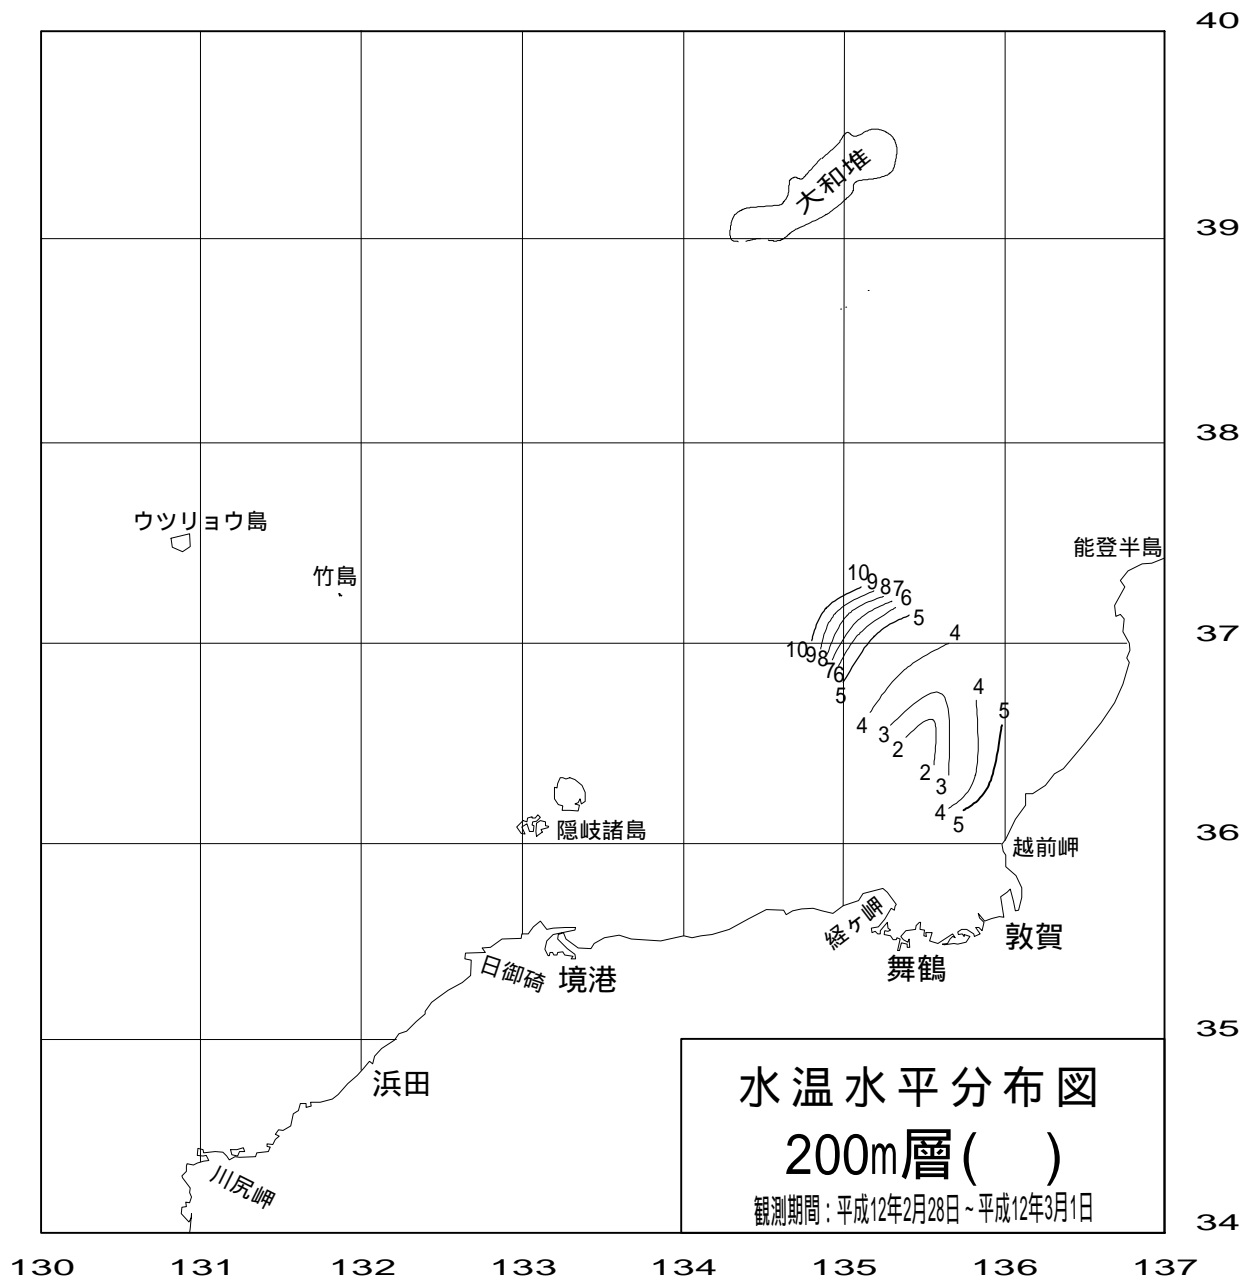 40
大和堆
39
38
ウツリョウ島
竹島
能登半島
10
9
8
7
6
5
37
4
10
9
8
7
6
5
4
5
4
3
2
2
3
4
5
隠岐諸島
36
越前岬
経ヶ岬
敦賀
舞鶴
日御碕
境港
35
浜田
水温水平分布図
200m層( )
観測期間：平成12年2月28日～平成12年3月1日
川尻岬
34
130 131 132 133 134 135 136 137